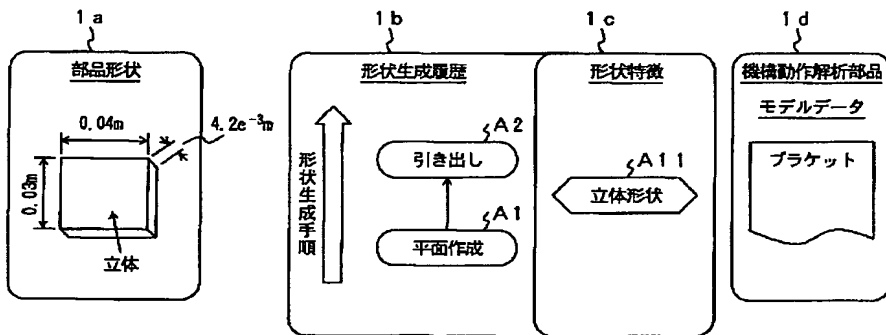 1a
部品形状
0.04m
4.2e⁻³m
0.03m
立体
1b
形状生成履歴
形状生成手順
A2
引き出し
A1
平面作成
1c
形状特徴
A11
立体形状
1d
機構動作解析部品
モデルデータ
ブラケット